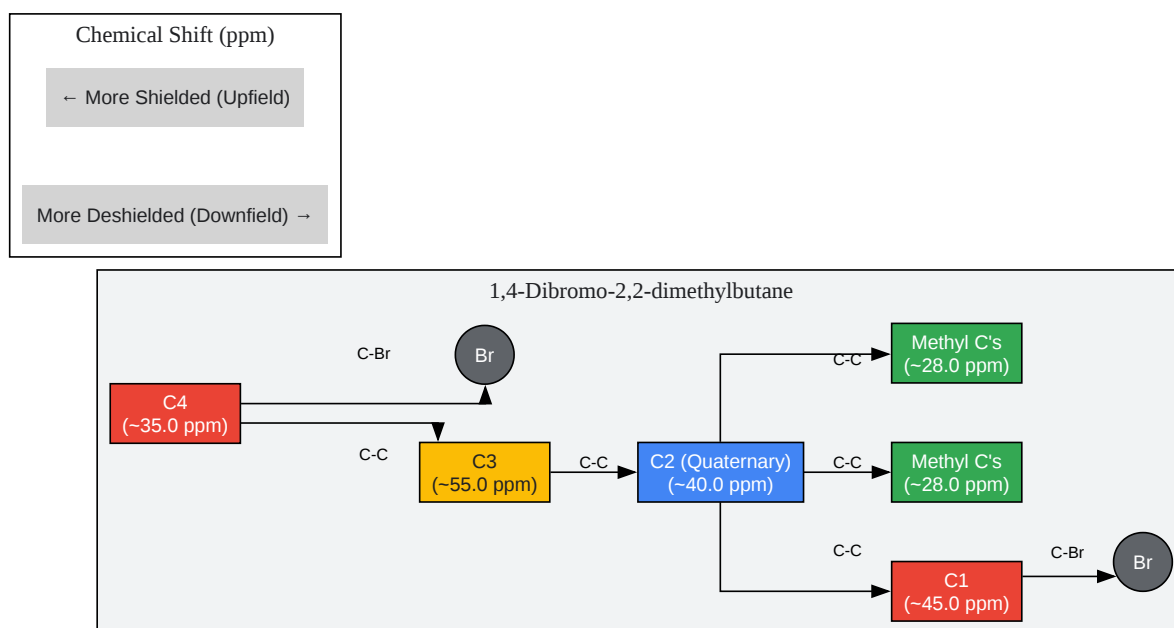 Chemical Shift (ppm)
← More Shielded (Upfield)
More Deshielded (Downfield) →
1,4-Dibromo-2,2-dimethylbutane
C-Br
Br
C-C
Methyl C's
(~28.0 ppm)
C4
(~35.0 ppm)
C-C
C3
(~55.0 ppm)
C-C
C2 (Quaternary)
(~40.0 ppm)
C-C
Methyl C's
(~28.0 ppm)
C-C
C1
(~45.0 ppm)
C-Br
Br